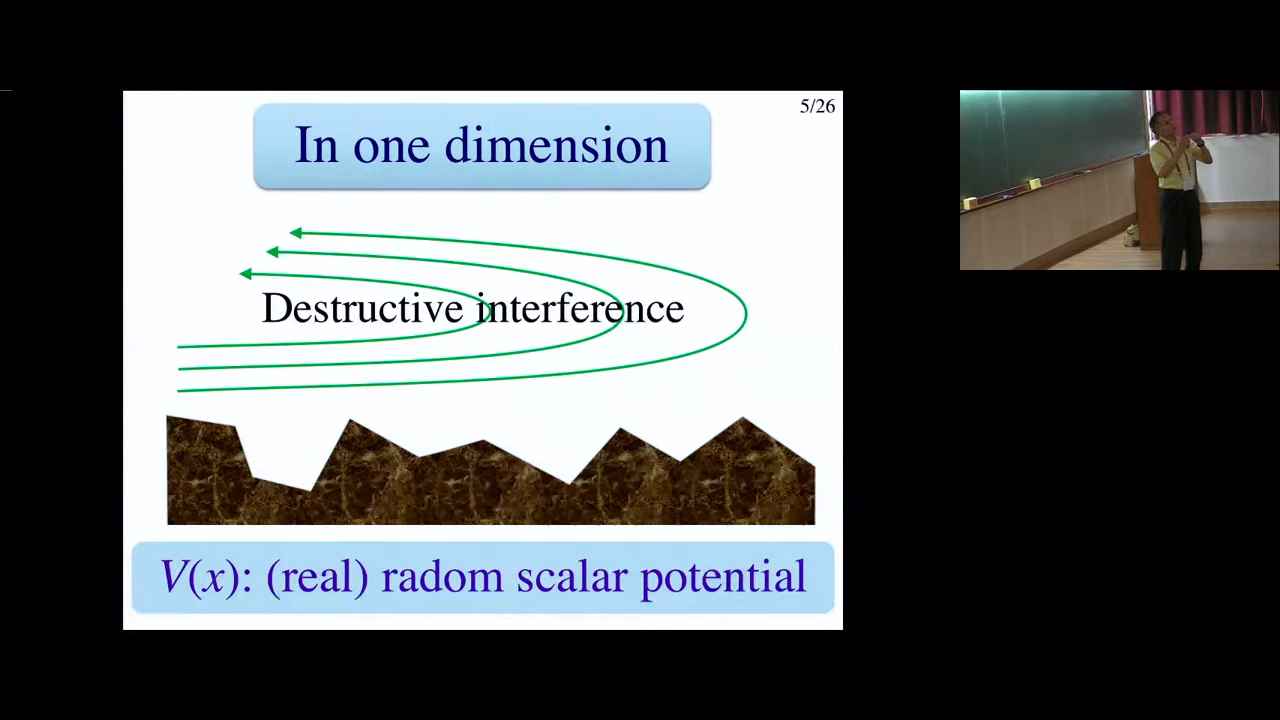 5/26
In one dimension
Destructive interference
V(x): (real) radom scalar potential